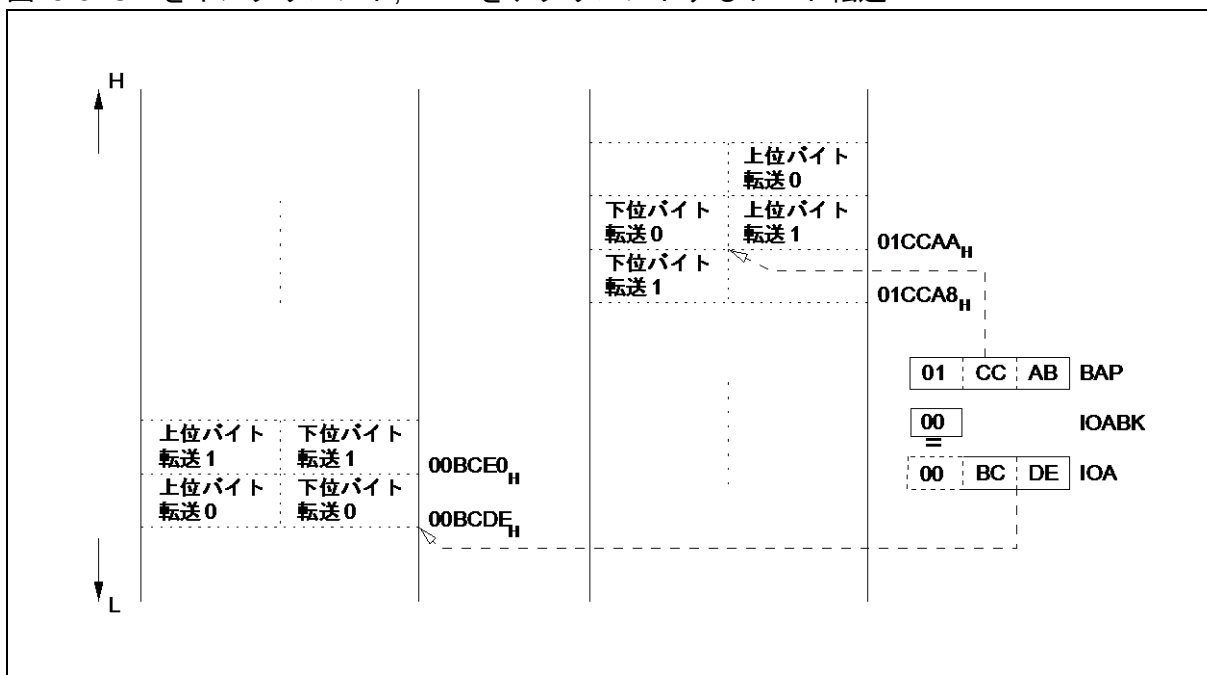 H
上位バイト
転送0
下位バイト 上位バイト
転送0 転送1
01CCAAH
下位バイト
転送1
01CCA8H
01 CC AB BAP
00 IOABK
=
00 BC DE IOA
上位バイト 下位バイト
転送1 転送1
00BCE0H
上位バイト 下位バイト
転送0 転送0
00BCDEH
L